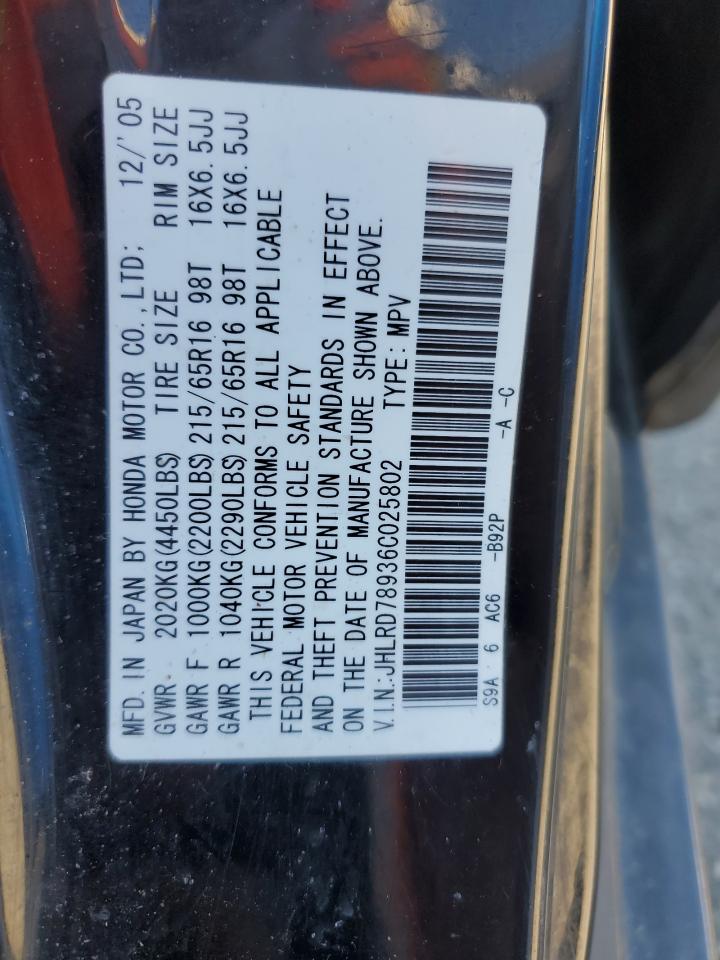 MFD. IN JAPAN BY HONDA MOTOR CO.,LTD; 12/'05
GVWR 2020KG(4450LBS) TIRE SIZE RIM SIZE
GAWR F 1000KG(2200LBS) 215/65R16 98T 16X6.5JJ
GAWR R 1040KG(2290LBS) 215/65R16 98T 16X6.5JJ
THIS VEHICLE CONFORMS TO ALL APPLICABLE
FEDERAL MOTOR VEHICLE SAFETY
AND THEFT PREVENTION STANDARDS IN EFFECT
ON THE DATE OF MANUFACTURE SHOWN ABOVE.
V.I.N.:JHLRD78936C025802 TYPE: MPV
S9A 6 AC6 -B92P -A -C